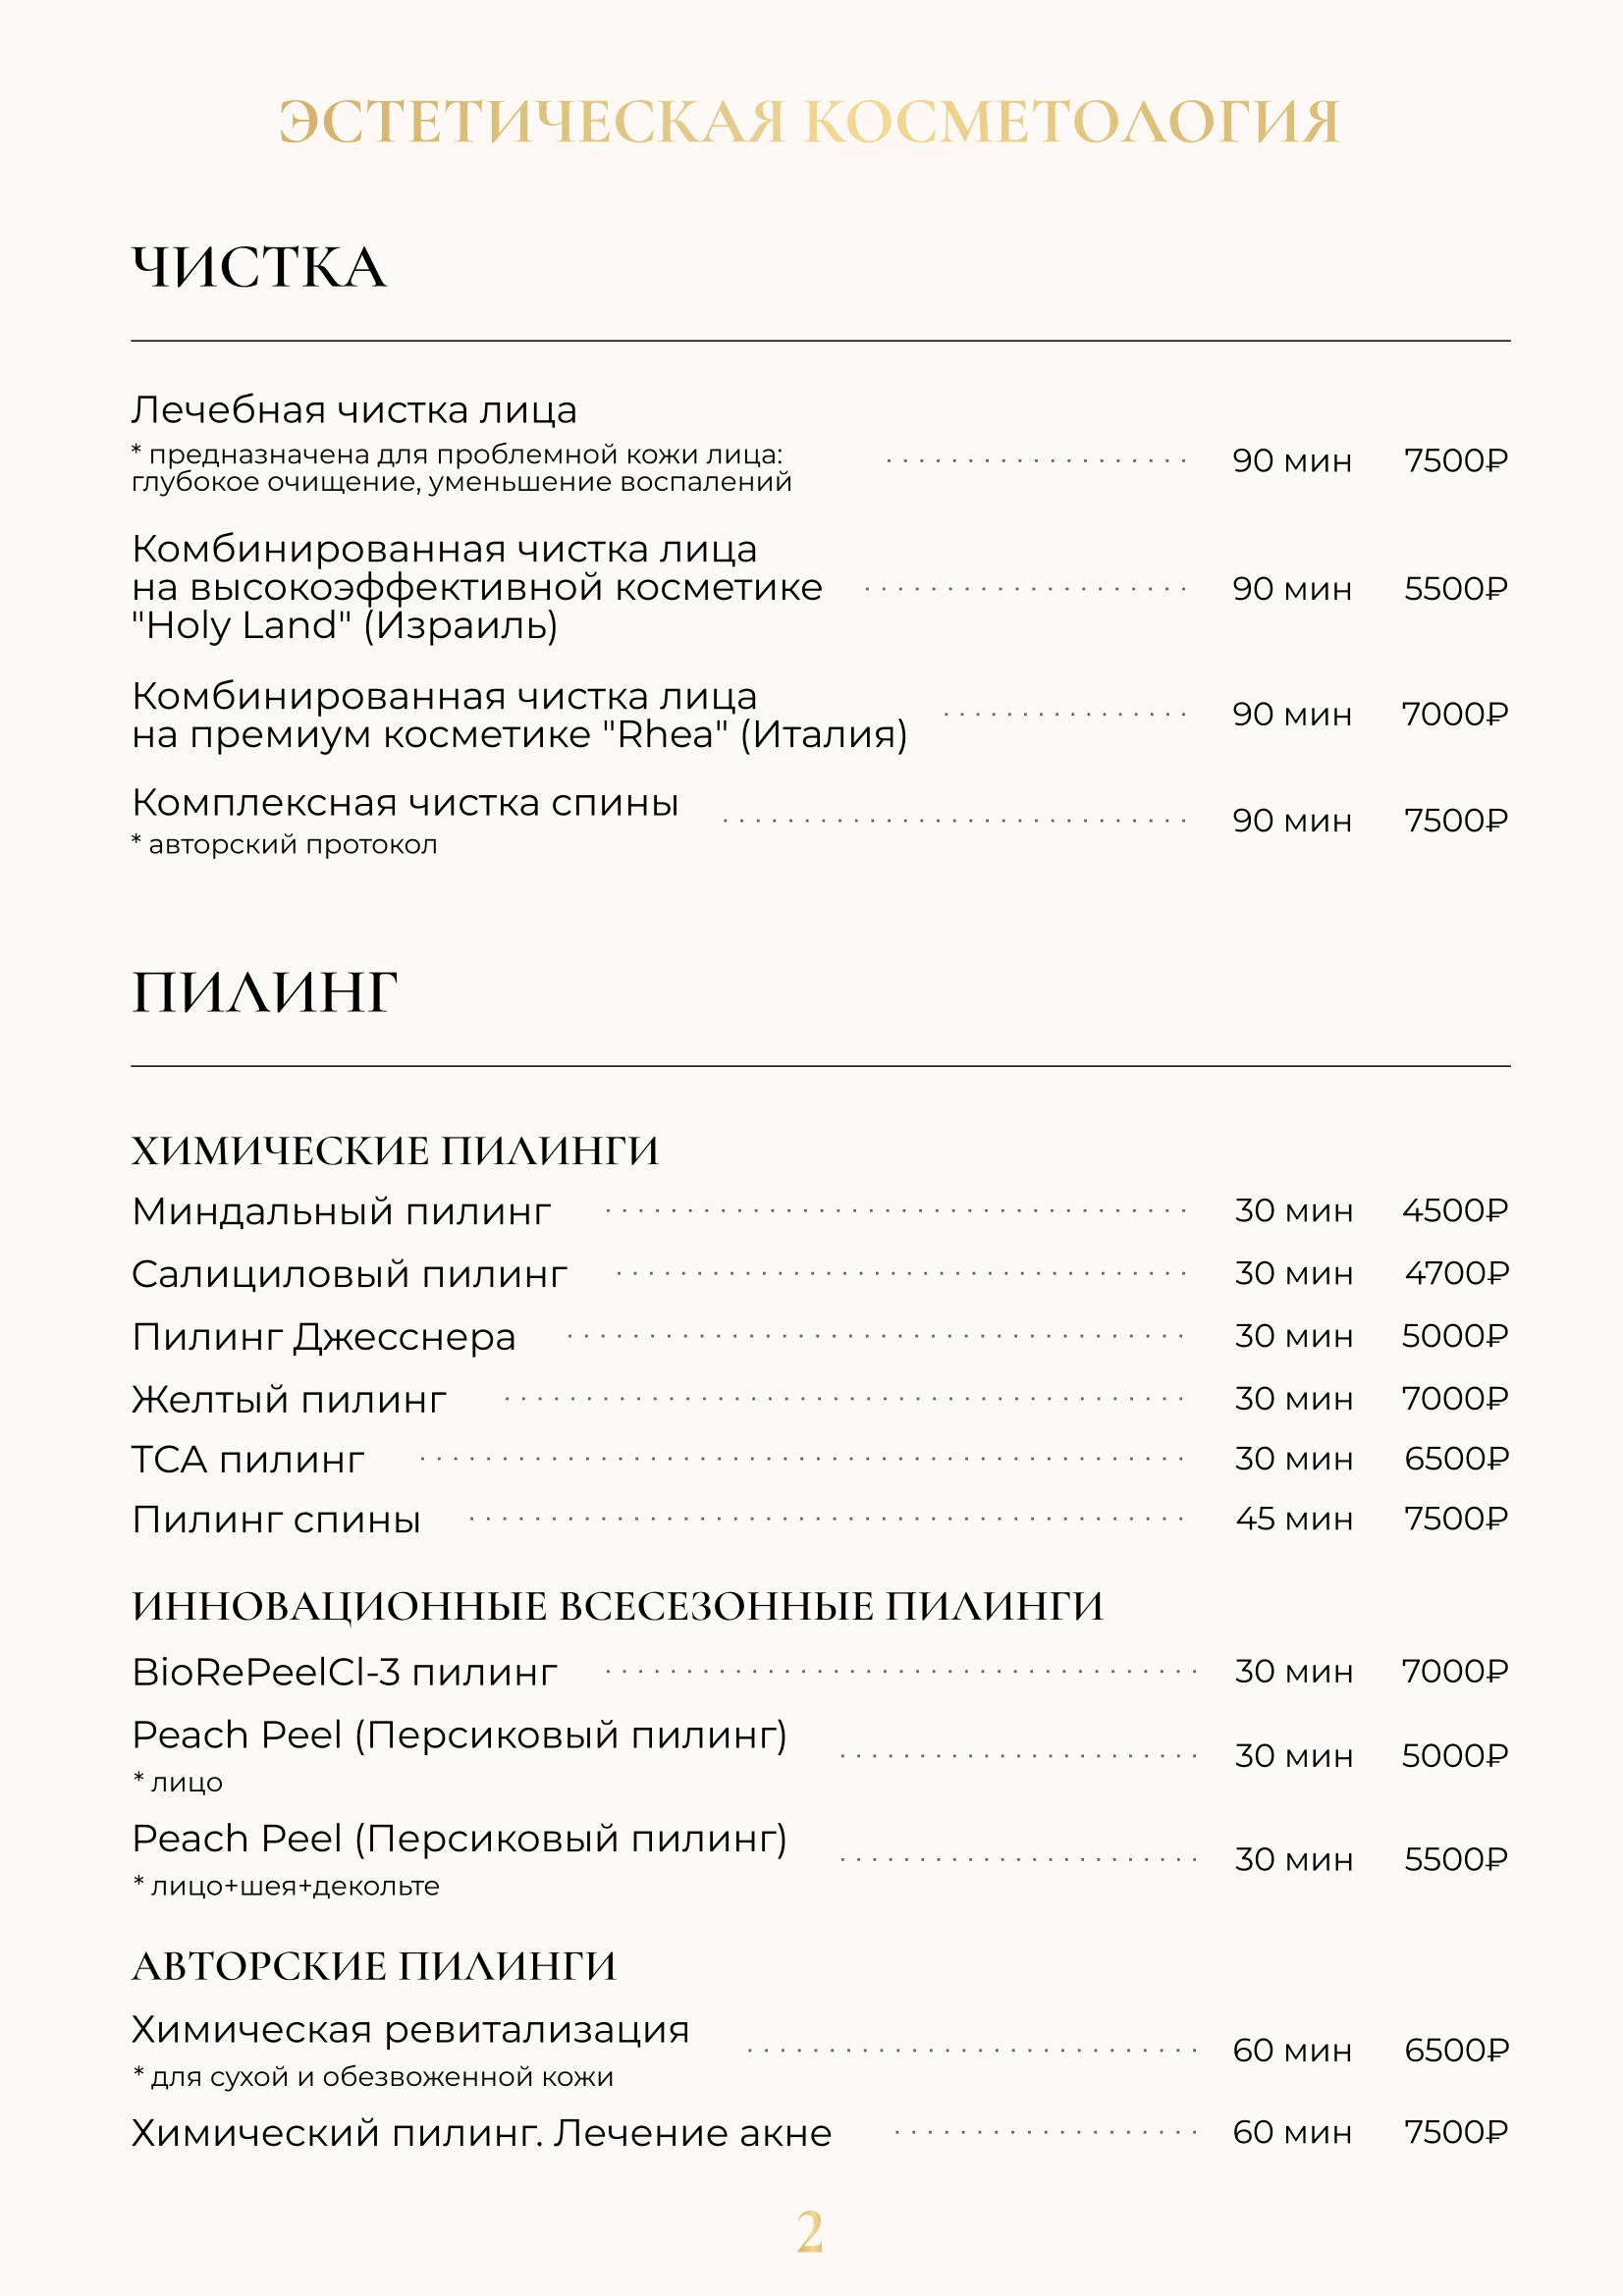 ЭСТЕТИЧЕСКАЯ КОСМЕТОЛОГИЯ
ЧИСТКА
Лечебная чистка лица
* предназначена для проблемной кожи лица:
глубокое очищение, уменьшение воспалений
90 мин 7500₽
Комбинированная чистка лица
на высокоэффективной косметике
"Holy Land" (Израиль)
90 мин 5500₽
Комбинированная чистка лица
на премиум косметике "Rhea" (Италия)
90 мин 7000₽
Комплексная чистка спины
* авторский протокол
90 мин 7500₽
ПИЛИНГ
ХИМИЧЕСКИЕ ПИЛИНГИ
Миндальный пилинг 30 мин 4500₽
Салициловый пилинг 30 мин 4700₽
Пилинг Джесснера 30 мин 5000₽
Желтый пилинг 30 мин 7000₽
ТСА пилинг 30 мин 6500₽
Пилинг спины 45 мин 7500₽
ИННОВАЦИОННЫЕ ВСЕСЕЗОННЫЕ ПИЛИНГИ
BioRePeelCl-3 пилинг 30 мин 7000₽
Peach Peel (Персиковый пилинг)
* лицо
30 мин 5000₽
Peach Peel (Персиковый пилинг)
* лицо+шея+декольте
30 мин 5500₽
АВТОРСКИЕ ПИЛИНГИ
Химическая ревитализация
* для сухой и обезвоженной кожи
60 мин 6500₽
Химический пилинг. Лечение акне 60 мин 7500₽
2